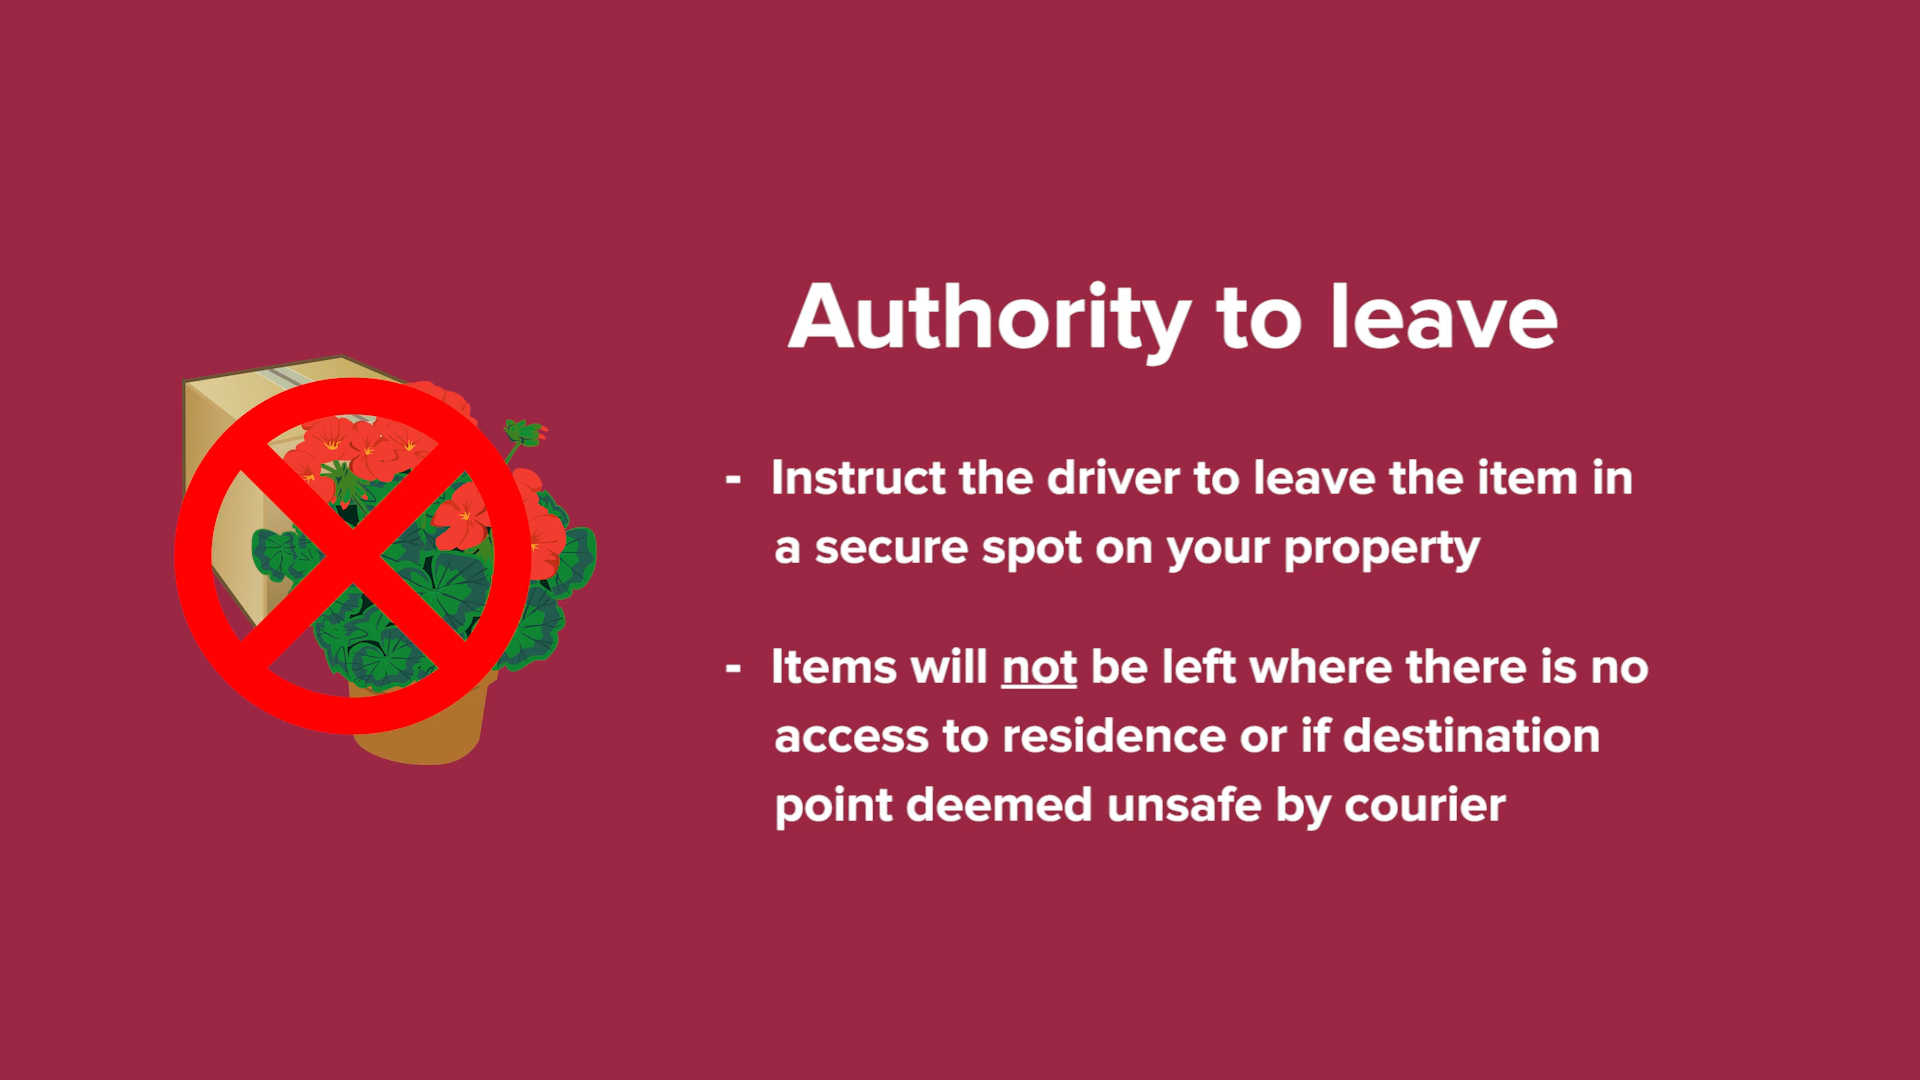 Authority to leave
- Instruct the driver to leave the item in
a secure spot on your property
- Items will not be left where there is no
access to residence or if destination
point deemed unsafe by courier